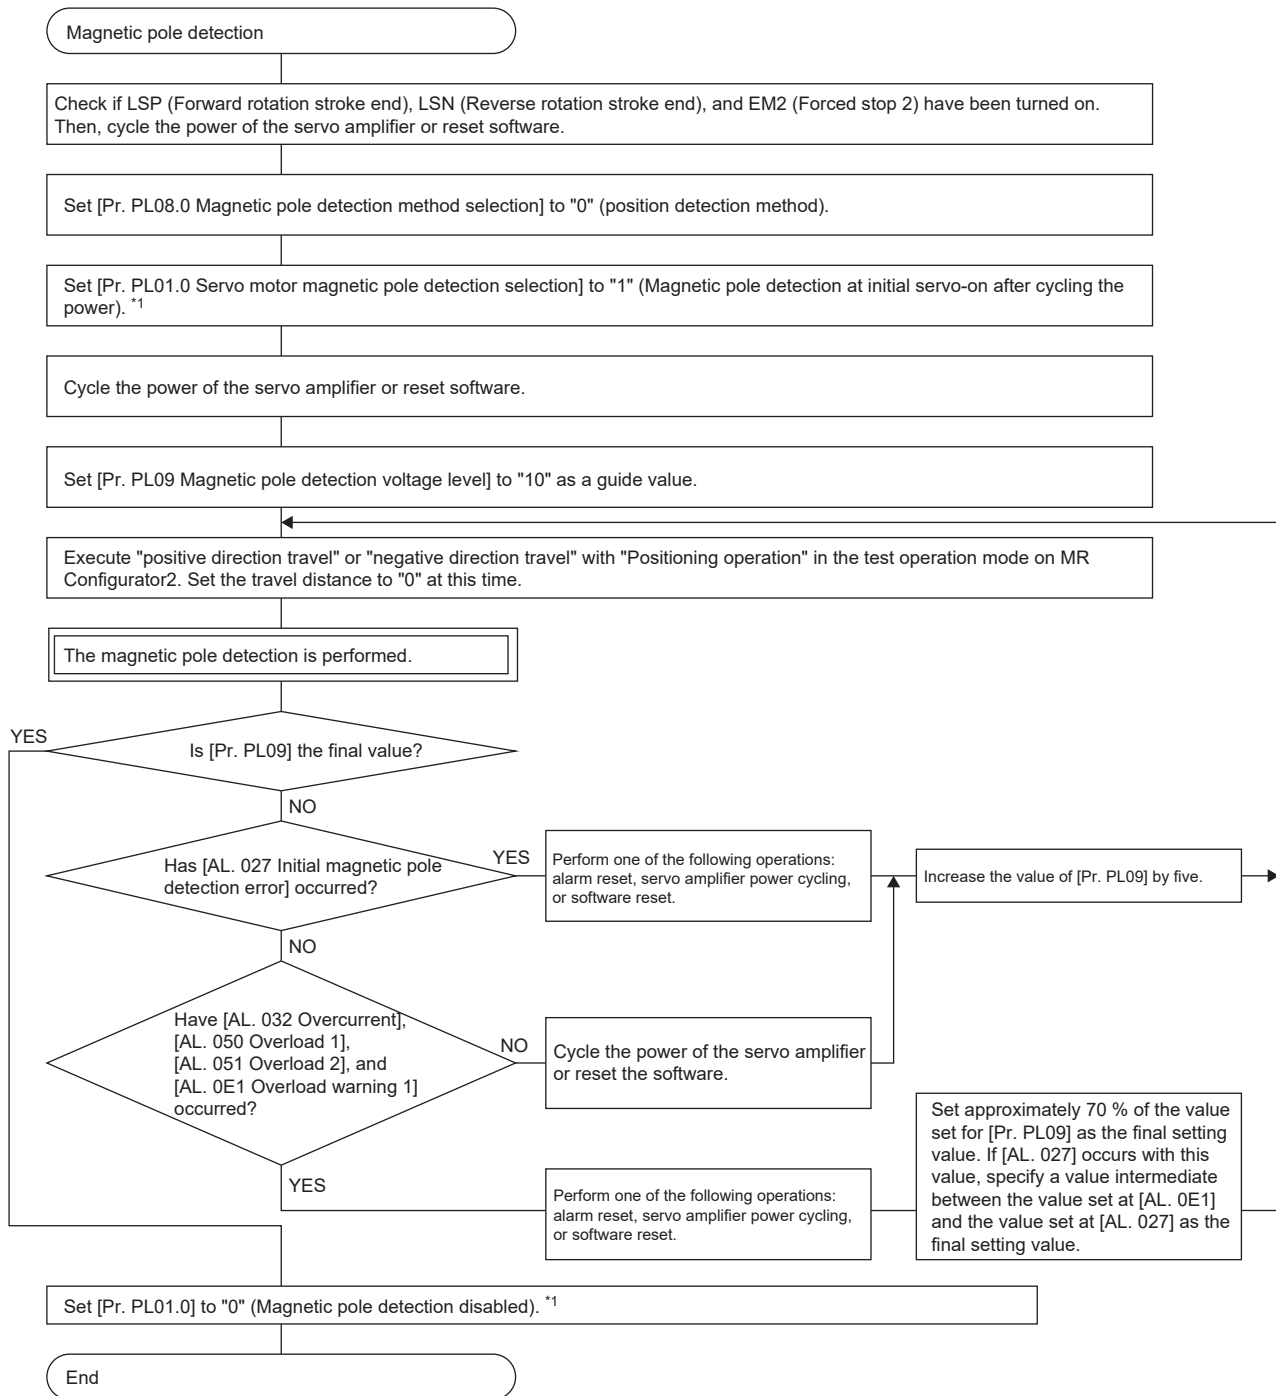 Magnetic pole detection
Check if LSP (Forward rotation stroke end), LSN (Reverse rotation stroke end), and EM2 (Forced stop 2) have been turned on.
Then, cycle the power of the servo amplifier or reset software.
Set [Pr. PL08.0 Magnetic pole detection method selection] to "0" (position detection method).
Set [Pr. PL01.0 Servo motor magnetic pole detection selection] to "1" (Magnetic pole detection at initial servo-on after cycling the
power). *1
Cycle the power of the servo amplifier or reset software.
Set [Pr. PL09 Magnetic pole detection voltage level] to "10" as a guide value.
Execute "positive direction travel" or "negative direction travel" with "Positioning operation" in the test operation mode on MR
Configurator2. Set the travel distance to "0" at this time.
The magnetic pole detection is performed.
YES
Is [Pr. PL09] the final value?
NO
Has [AL. 027 Initial magnetic pole
detection error] occurred?
YES
Perform one of the following operations:
alarm reset, servo amplifier power cycling,
or software reset.
Increase the value of [Pr. PL09] by five.
NO
Have [AL. 032 Overcurrent],
[AL. 050 Overload 1],
[AL. 051 Overload 2], and
[AL. 0E1 Overload warning 1]
occurred?
NO
Cycle the power of the servo amplifier
or reset the software.
YES
Perform one of the following operations:
alarm reset, servo amplifier power cycling,
or software reset.
Set approximately 70 % of the value
set for [Pr. PL09] as the final setting
value. If [AL. 027] occurs with this
value, specify a value intermediate
between the value set at [AL. 0E1]
and the value set at [AL. 027] as the
final setting value.
Set [Pr. PL01.0] to "0" (Magnetic pole detection disabled). *1
End